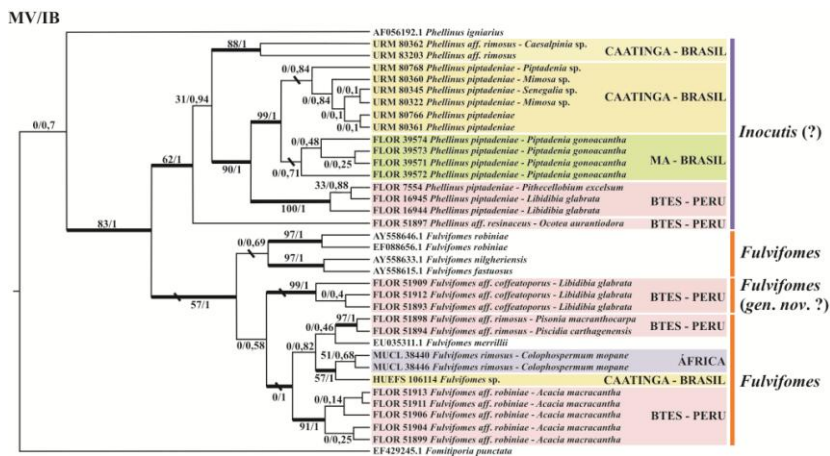 MV/IB
AF056192.1 Phellinus igniarius
88/1
URM 80362 Phellinus aff. rimosus - Caesalpinia sp.
URM 83203 Phellinus aff. rimosus
CAATINGA - BRASIL
31/0,94
0/0,84
URM 80768 Phellinus piptadeniae - Piptadenia sp.
URM 80360 Phellinus piptadeniae - Mimosa sp.
0/0,1
0/0,84
URM 80345 Phellinus piptadeniae - Senegalia sp.
CAATINGA - BRASIL
URM 80322 Phellinus piptadeniae - Mimosa sp.
0/0,1
99/1
URM 80766 Phellinus piptadeniae
0/0,1
URM 80361 Phellinus piptadeniae
Inocutis (?)
0/0,7
0/0,48
FLOR 39574 Phellinus piptadeniae - Piptadenia gonoacantha
FLOR 39573 Phellinus piptadeniae - Piptadenia gonoacantha
MA - BRASIL
0/0,25
62/1
90/1
0/0,71
FLOR 39571 Phellinus piptadeniae - Piptadenia gonoacantha
FLOR 39572 Phellinus piptadeniae - Piptadenia gonoacantha
33/0,88
FLOR 7554 Phellinus piptadeniae - Pithecellobium excelsum
FLOR 16945 Phellinus piptadeniae - Libidibia glabrata
BTES - PERU
100/1
FLOR 16944 Phellinus piptadeniae - Libidibia glabrata
83/1
FLOR 51897 Phellinus aff. resinaceus - Ocotea aurantiodora
BTES - PERU
97/1
AY558646.1 Fulvifomes robiniae
0/0,69
EF088656.1 Fulvifomes robiniae
Fulvifomes
97/1
AY558633.1 Fulvifomes nilgheriensis
AY558615.1 Fulvifomes fastuosus
57/1
99/1
FLOR 51909 Fulvifomes aff. coffeatoporus - Libidibia glabrata
FLOR 51912 Fulvifomes aff. coffeatoporus - Libidibia glabrata
BTES - PERU
Fulvifomes
(gen. nov. ?)
0/0,4
FLOR 51893 Fulvifomes aff. coffeatoporus - Libidibia glabrata
97/1
FLOR 51898 Fulvifomes aff. rimosus - Pisonia macranthocarpa
BTES - PERU
0/0,46
FLOR 51894 Fulvifomes aff. rimosus - Piscidia carthagenensis
0/0,58
0/0,82
EU035311.1 Fulvifomes merrillii
51/0,68
MUCL 38440 Fulvifomes rimosus - Colophospermum mopane
ÁFRICA
MUCL 38446 Fulvifomes rimosus - Colophospermum mopane
57/1
HUEFS 106114 Fulvifomes sp.
CAATINGA - BRASIL
Fulvifomes
0/1
0/0,14
FLOR 51913 Fulvifomes aff. robiniae - Acacia macracantha
FLOR 51911 Fulvifomes aff. robiniae - Acacia macracantha
FLOR 51906 Fulvifomes aff. robiniae - Acacia macracantha
BTES - PERU
91/1
FLOR 51904 Fulvifomes aff. robiniae - Acacia macracantha
0/0,25
FLOR 51899 Fulvifomes aff. robiniae - Acacia macracantha
EF429245.1 Fomitiporia punctata